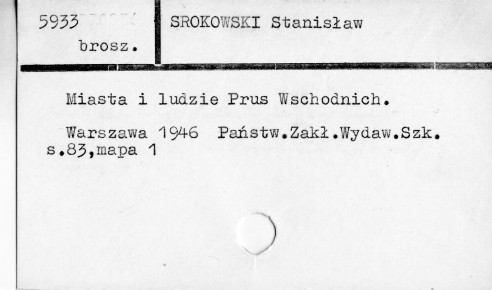 5933
brosz.
SROKOWSKI Stanisław
Miasta i ludzie Prus Wschodnich.
Warszawa 1946 Państw.Zakł.Wydaw.Szk.
s.83,mapa 1